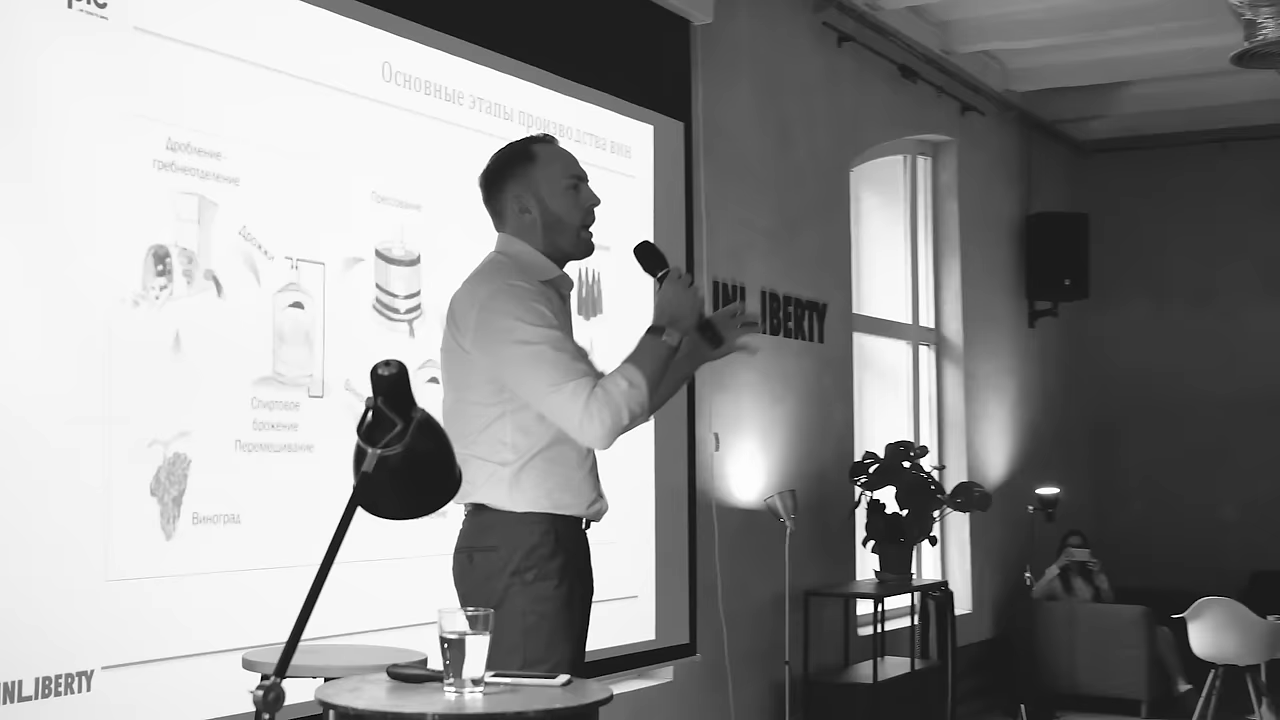 Основные этапы производства вин
Дробление -
гребнеотделение
Прессование
Дрожжи
Спиртовое
брожение
Перемешивание
Виноград
INLIBERTY
INLIBERTY